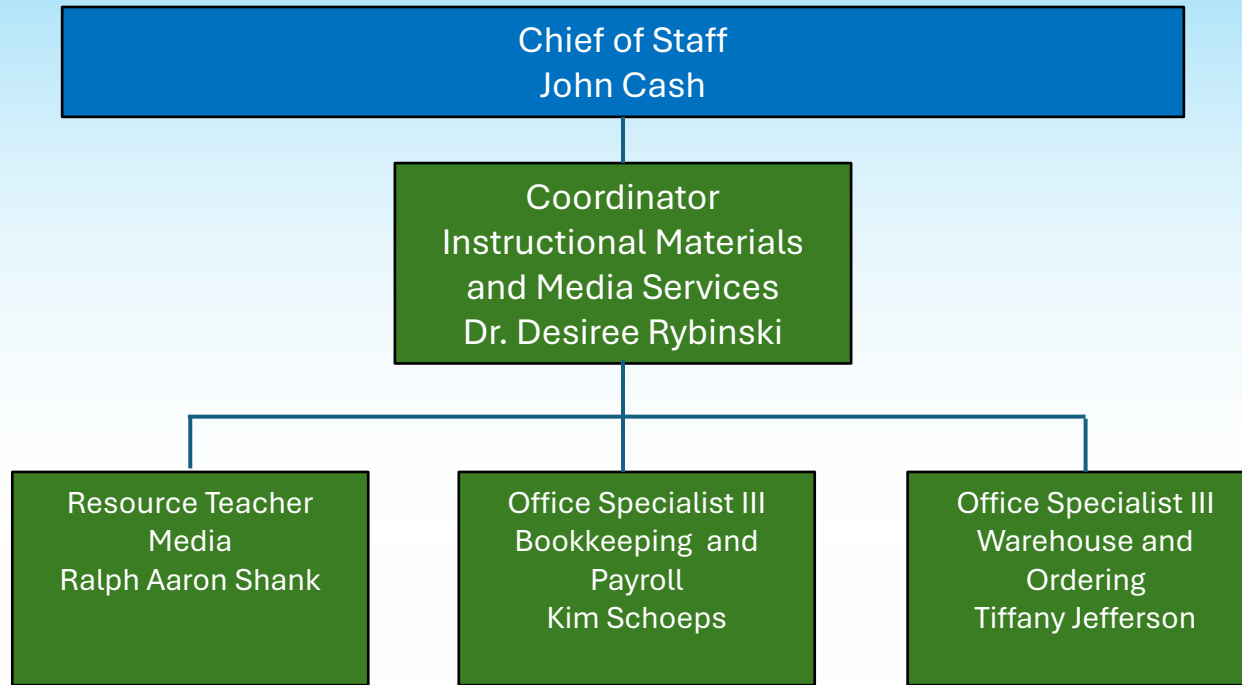 Chief of Staff
John Cash
Coordinator
Instructional Materials
and Media Services
Dr. Desiree Rybinski
Resource Teacher
Media
Ralph Aaron Shank
Office Specialist III
Bookkeeping and
Payroll
Kim Schoeps
Office Specialist III
Warehouse and
Ordering
Tiffany Jefferson